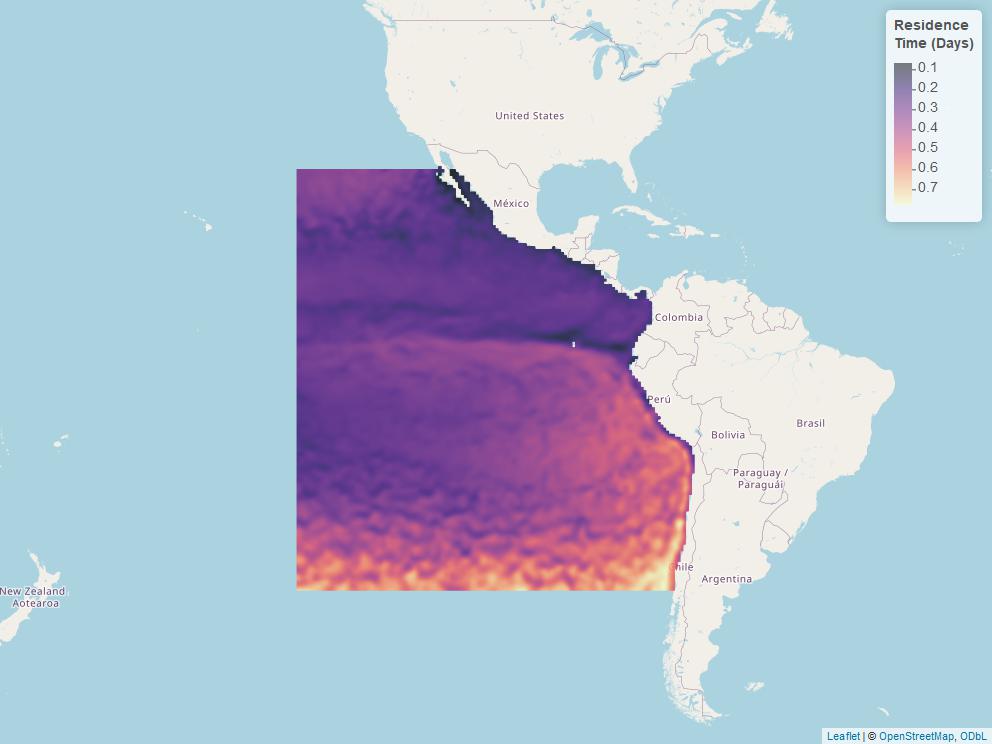 Residence
Time (Days)
0.1
0.2
0.3
0.4
0.5
0.6
0.7
United States
México
Colombia
Perú
Brasil
Bolivia
Paraguay /
Paraguái
hile
Argentina
New Zealand
Aotearoa
Leaflet | © OpenStreetMap, ODbL